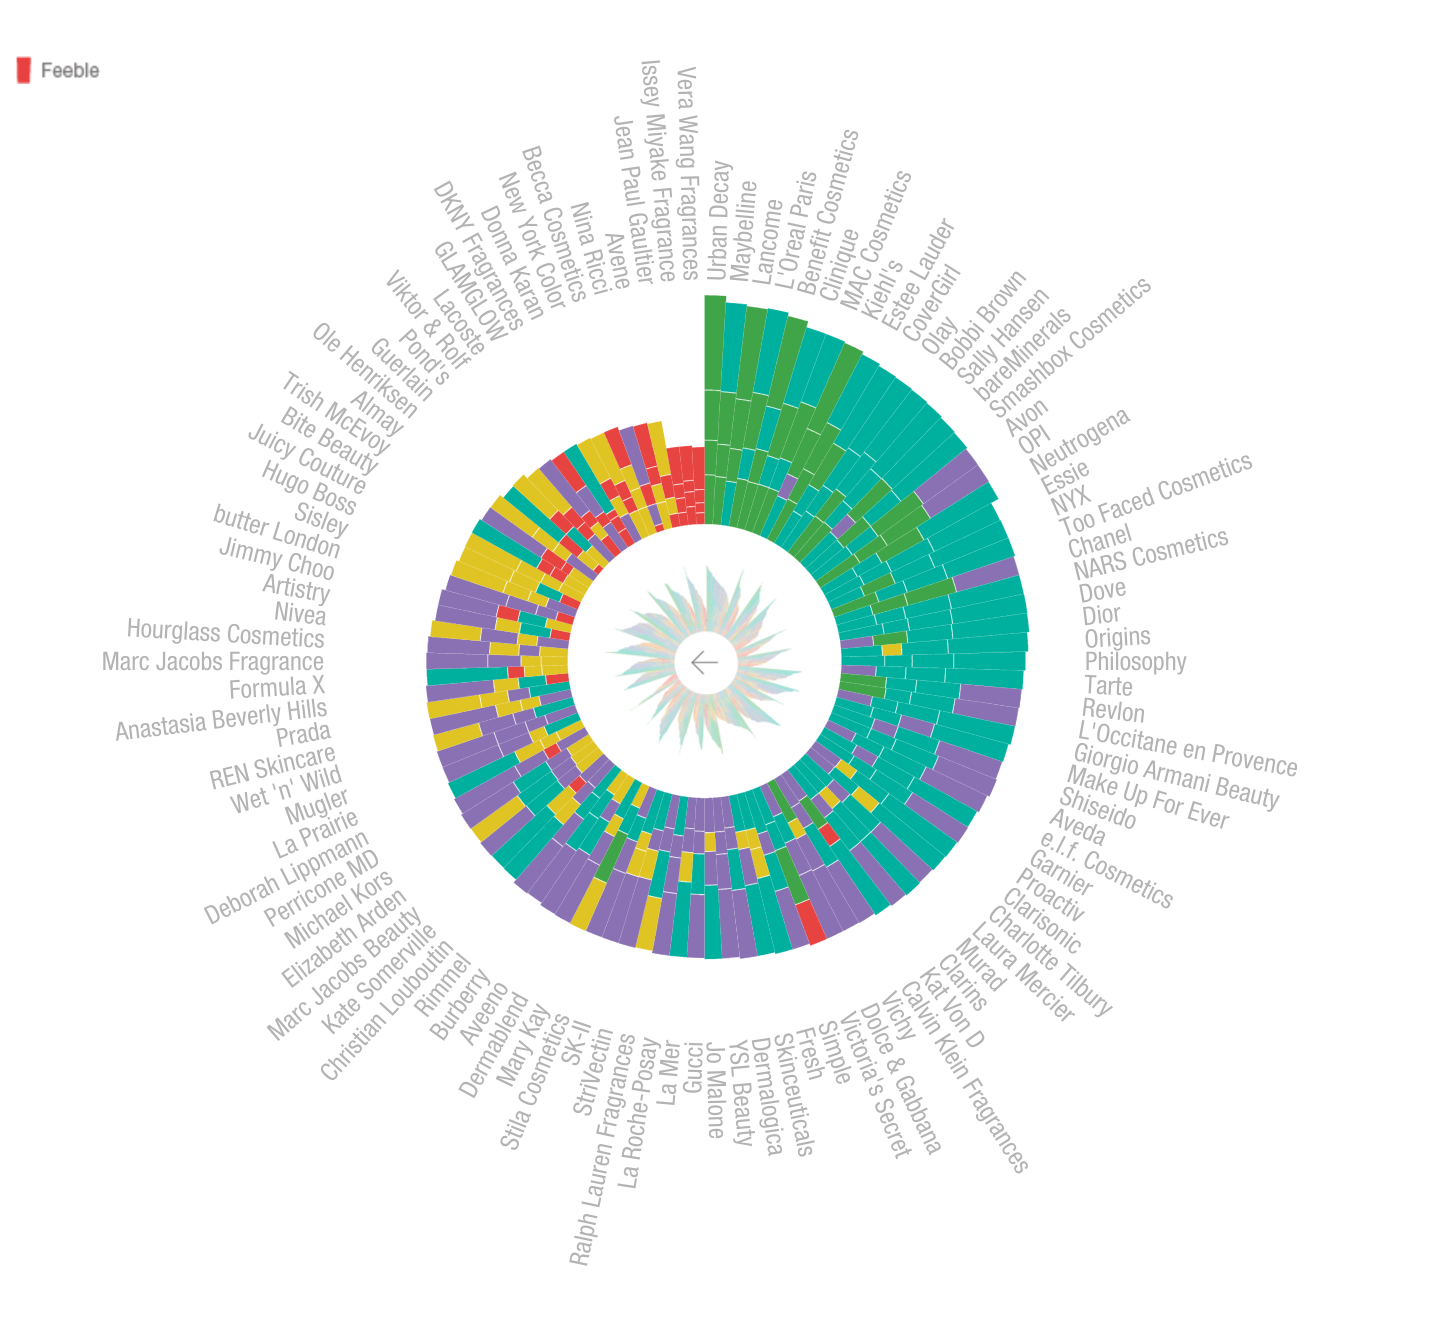 Feeble
Urban Decay
Maybelline
Lancome
L'Oreal Paris
Benefit Cosmetics
Clinique
MAC Cosmetics
Kiehl's
Estee Lauder
CoverGirl
Olay
Bobbi Brown
Sally Hansen
bareMinerals
Smashbox Cosmetics
Avon
OPI
Neutrogena
Essie
NYX
Too Faced Cosmetics
Chanel
NARS Cosmetics
Dove
Dior
Origins
Philosophy
Tarte
Revlon
L'Occitane en Provence
Giorgio Armani Beauty
Make Up For Ever
Shiseido
Aveda
e.l.f. Cosmetics
Garnier
Proactiv
Clarisonic
Charlotte Tilbury
Laura Mercier
Murad
Clarins
Kat Von D
Calvin Klein Fragrances
Vichy
Dolce & Gabbana
Victoria's Secret
Simple
Fresh
Skinceuticals
Dermalogica
YSL Beauty
Jo Malone
Gucci
La Mer
La Roche-Posay
Ralph Lauren Fragrances
StriVectin
SK-II
Stila Cosmetics
Mary Kay
Dermablend
Aveeno
Burberry
Rimmel
Christian Louboutin
Kate Somerville
Marc Jacobs Beauty
Elizabeth Arden
Michael Kors
Perricone MD
Deborah Lippmann
La Prairie
Mugler
Wet 'n' Wild
REN Skincare
Prada
Anastasia Beverly Hills
Formula X
Marc Jacobs Fragrance
Hourglass Cosmetics
Nivea
Artistry
Jimmy Choo
butter London
Sisley
Hugo Boss
Juicy Couture
Bite Beauty
Trish McEvoy
Almay
Ole Henriksen
Guerlain
Pond's
Viktor & Rolf
Lacoste
GLAMGLOW
DKNY Fragrances
Donna Karan
New York Color
Becca Cosmetics
Nina Ricci
Avene
Jean Paul Gaultier
Issey Miyake Fragrance
Vera Wang Fragrances